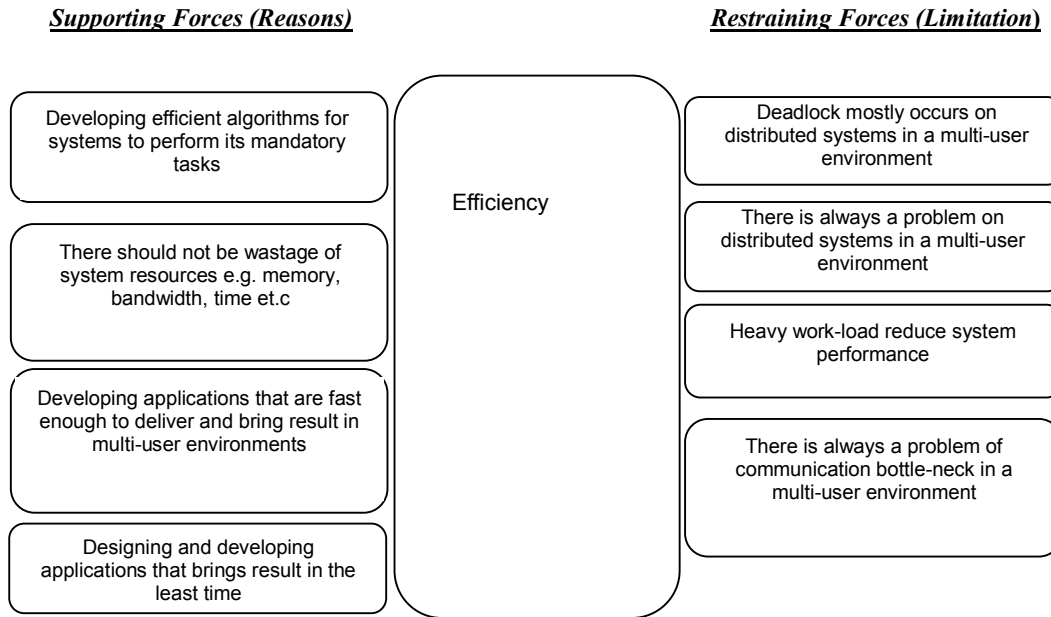 Supporting Forces (Reasons)
Restraining Forces (Limitation)
Developing efficient algorithms for
systems to perform its mandatory
tasks
There should not be wastage of
system resources e.g. memory,
bandwidth, time et.c
Developing applications that are fast
enough to deliver and bring result in
multi-user environments
Designing and developing
applications that brings result in the
least time
Efficiency
Deadlock mostly occurs on
distributed systems in a multi-user
environment
There is always a problem on
distributed systems in a multi-user
environment
Heavy work-load reduce system
performance
There is always a problem of
communication bottle-neck in a
multi-user environment